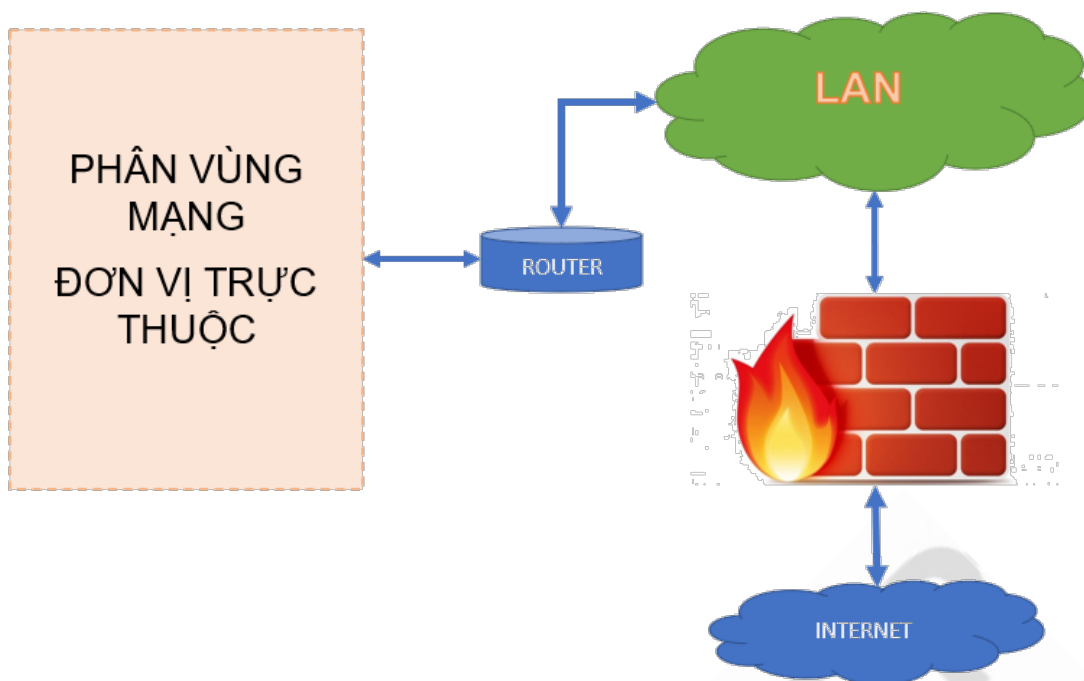 PHÂN VÙNG
MẠNG
ĐƠN VỊ TRỰC
THUỘC
ROUTER
LAN
INTERNET